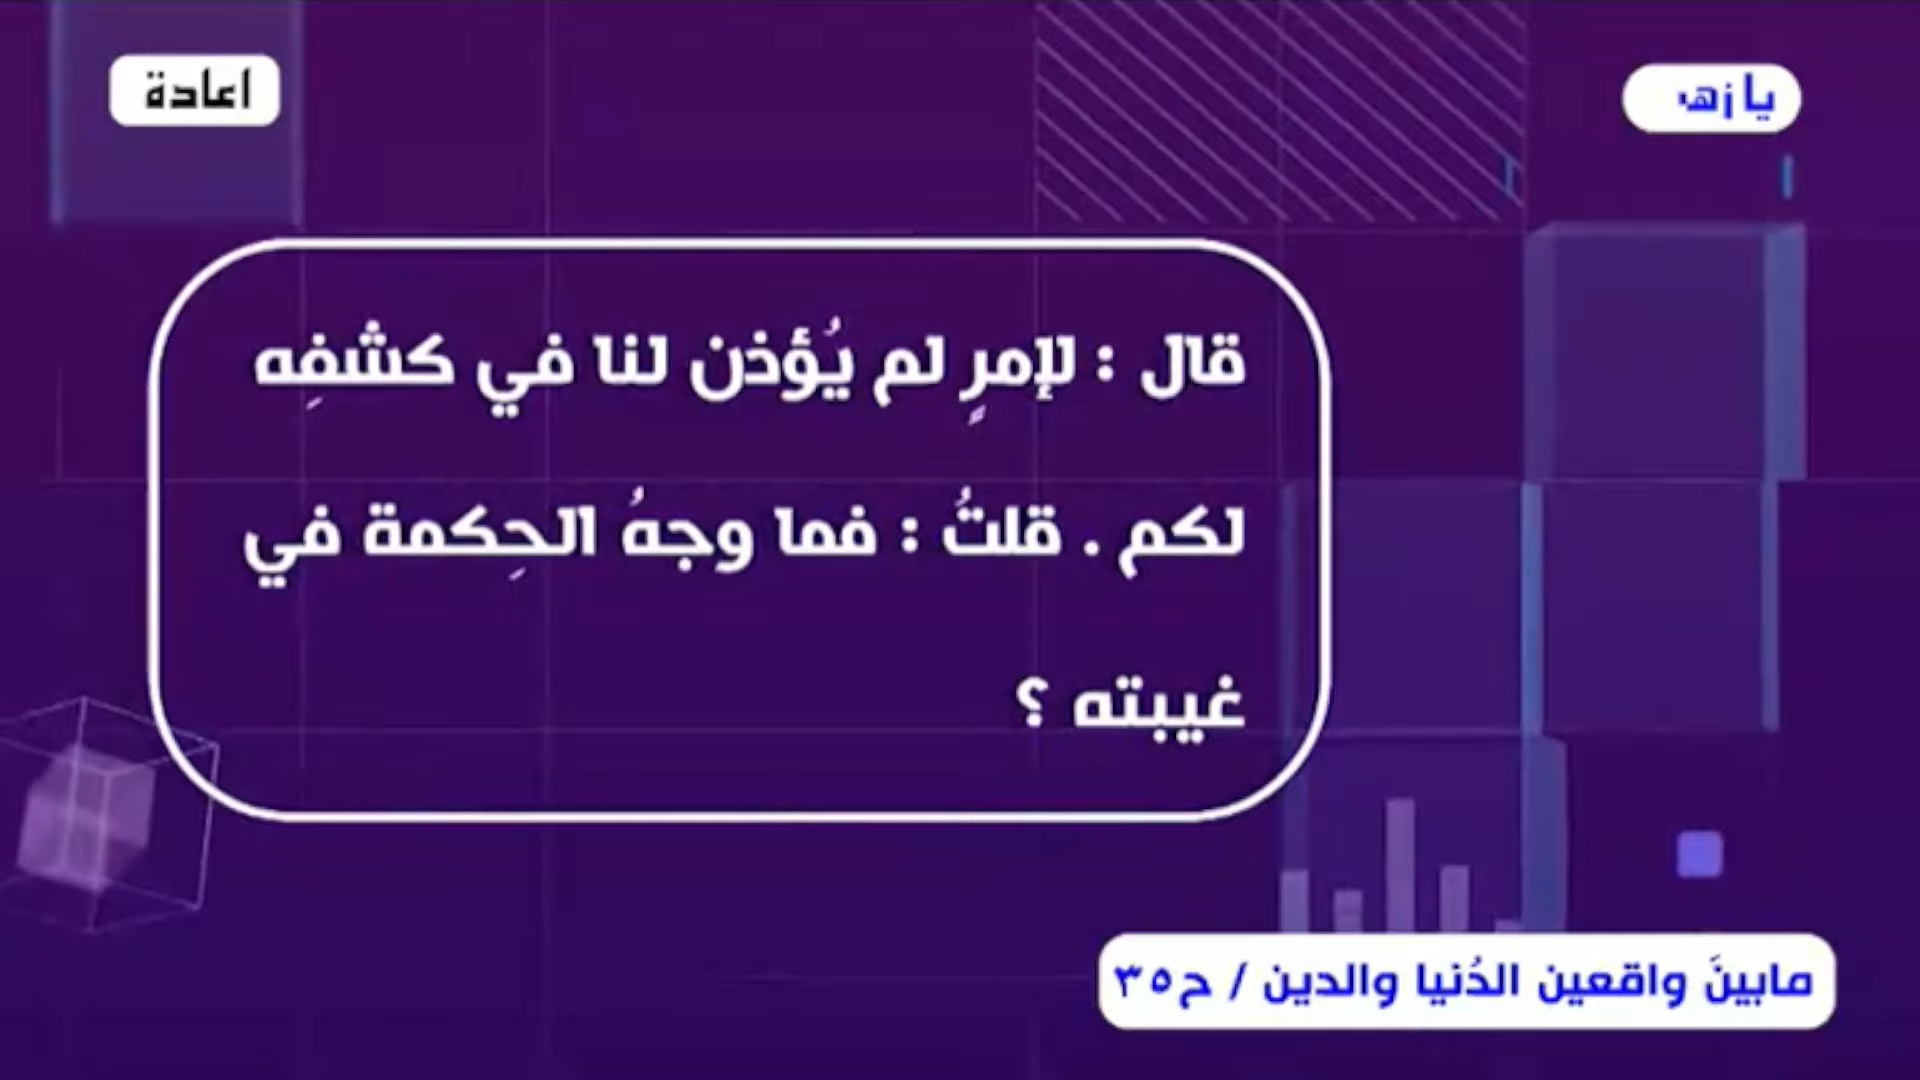 يا زهـ
اعادة
قال : لإمرٍ لم يُؤذن لنا في كشفِه
لكم . قلتُ : فما وجهُ الحِكمة في
غيبته ؟
مابينَ واقعين الدُنيا والدين / ح٣٥